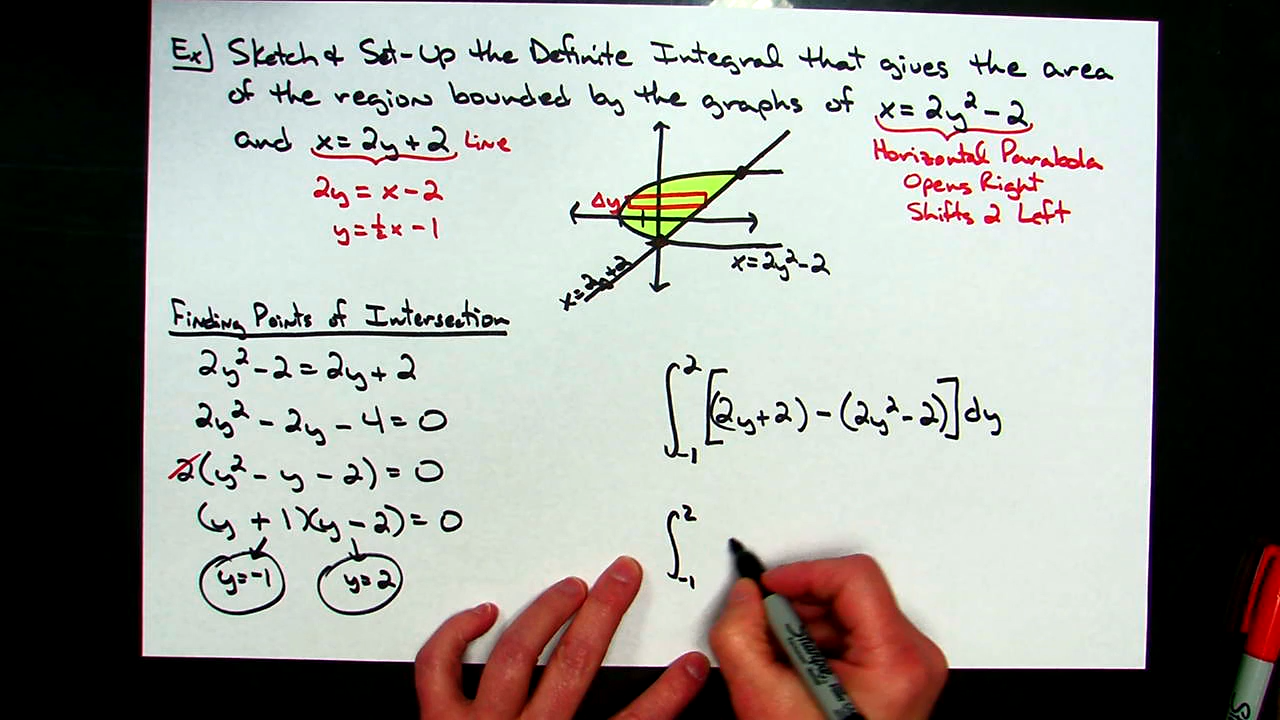 Ex) Sketch & Set-Up the Definite Integral that gives the area
of the region bounded by the graphs of x = 2y² - 2
and x = 2y + 2 Line
2y = x - 2
y = ½x - 1
Horizontal Parabola
Opens Right
Shifts 2 Left
Δy
x = 2y + 2
x = 2y² - 2
Finding Points of Intersection
2y² - 2 = 2y + 2
2y² - 2y - 4 = 0
2(y² - y - 2) = 0
(y + 1)(y - 2) = 0
y = -1 y = 2
∫₋₁² [(2y + 2) - (2y² - 2)] dy
∫₋₁²